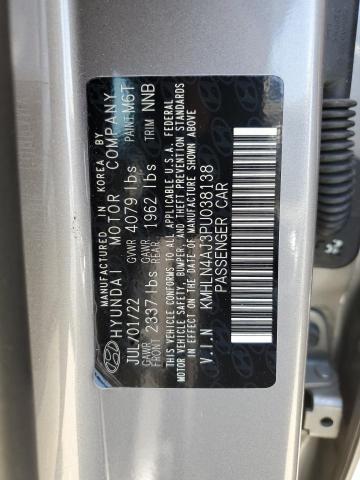 MANUFACTURED IN KOREA BY
HYUNDAI MOTOR COMPANY
JUL/01/22 GVWR 4079 lbs PAINT M6T
GAWR FRONT 2337 lbs GAWR REAR 1962 lbs TRIM NNB
THIS VEHICLE CONFORMS TO ALL APPLICABLE U.S.A. FEDERAL
MOTOR VEHICLE SAFETY, BUMPER, AND THEFT PREVENTION STANDARDS
IN EFFECT ON THE DATE OF MANUFACTURE SHOWN ABOVE.
V.I.N KMHLN4AJ3PU038138
PASSENGER CAR